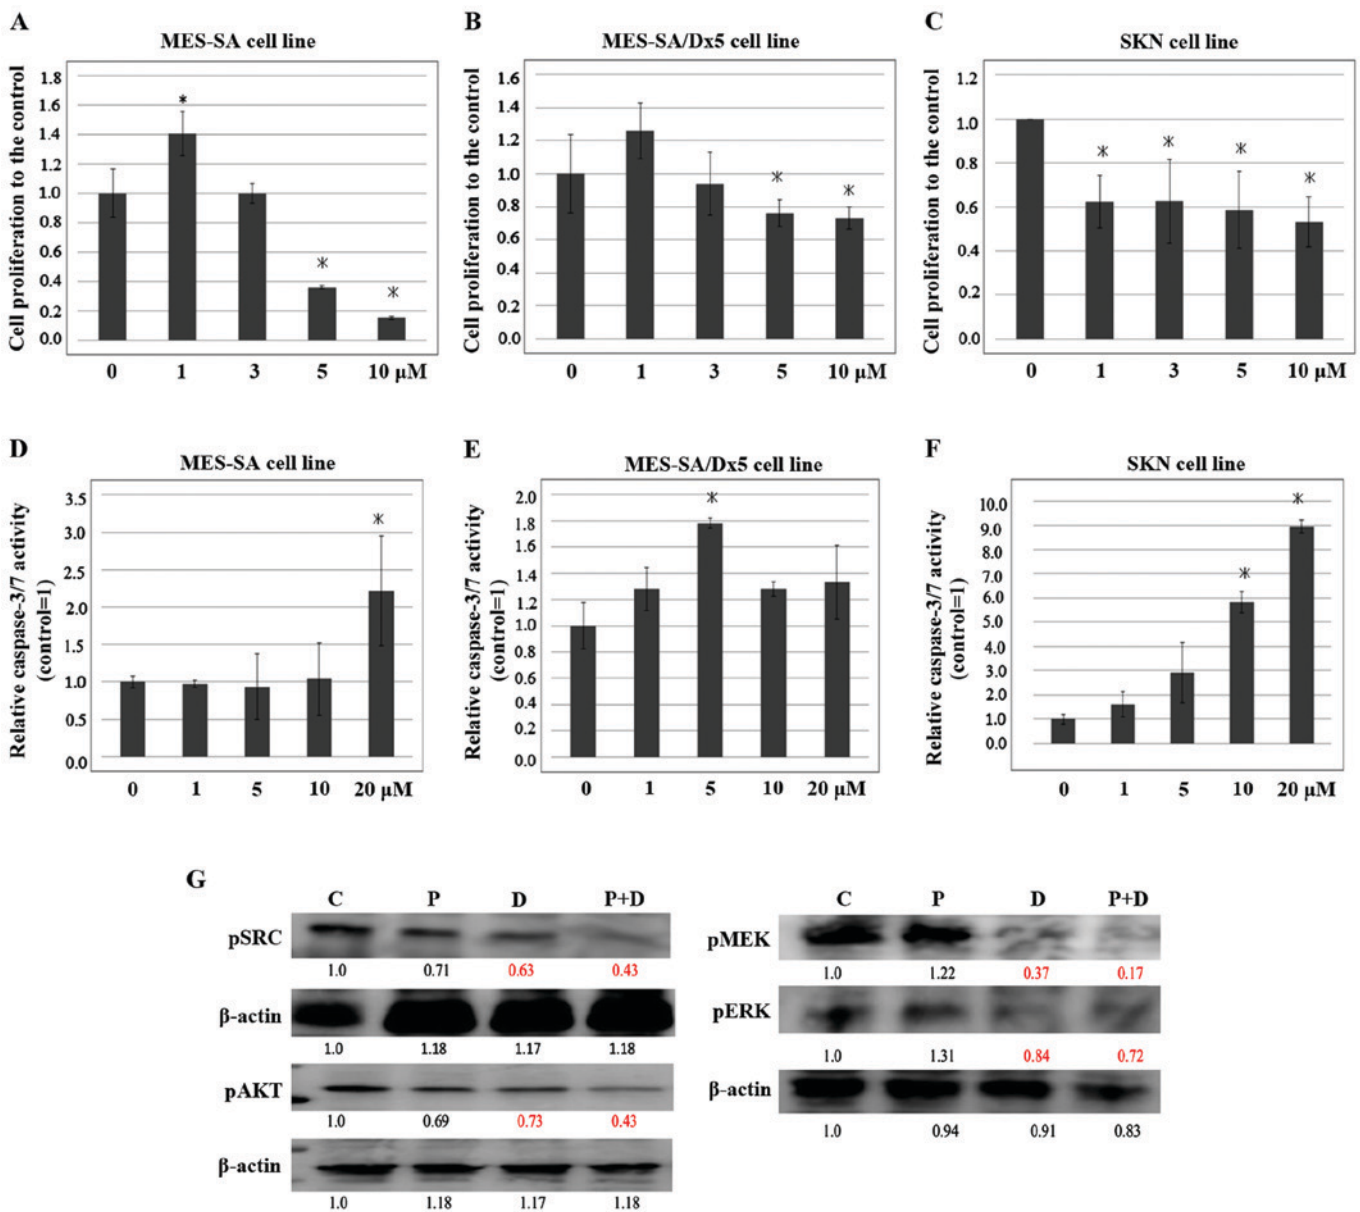 A
MES-SA cell line
Cell proliferation to the control
1.8
1.6
1.4
1.2
1.0
0.8
0.6
0.4
0.2
0.0
*
*
*
0 1 3 5 10 μM
B
MES-SA/Dx5 cell line
Cell proliferation to the control
1.6
1.4
1.2
1.0
0.8
0.6
0.4
0.2
0.0
*
*
0 1 3 5 10 μM
C
SKN cell line
Cell proliferation to the control
1.2
1.0
0.8
0.6
0.4
0.2
0.0
*
*
*
*
0 1 3 5 10 μM
D
MES-SA cell line
Relative caspase-3/7 activity
(control=1)
3.5
3.0
2.5
2.0
1.5
1.0
0.5
0.0
*
0 1 5 10 20 μM
E
MES-SA/Dx5 cell line
Relative caspase-3/7 activity
(control=1)
2.0
1.8
1.6
1.4
1.2
1.0
0.8
0.6
0.4
0.2
0.0
*
0 1 5 10 20 μM
F
SKN cell line
Relative caspase-3/7 activity
(control=1)
10.0
9.0
8.0
7.0
6.0
5.0
4.0
3.0
2.0
1.0
0.0
*
*
0 1 5 10 20 μM
G
C P D P+D
pSRC
1.0 0.71 0.63 0.43
β-actin
1.0 1.18 1.17 1.18
pAKT
1.0 0.69 0.73 0.43
β-actin
1.0 1.18 1.17 1.18
C P D P+D
pMEK
1.0 1.22 0.37 0.17
pERK
1.0 1.31 0.84 0.72
β-actin
1.0 0.94 0.91 0.83